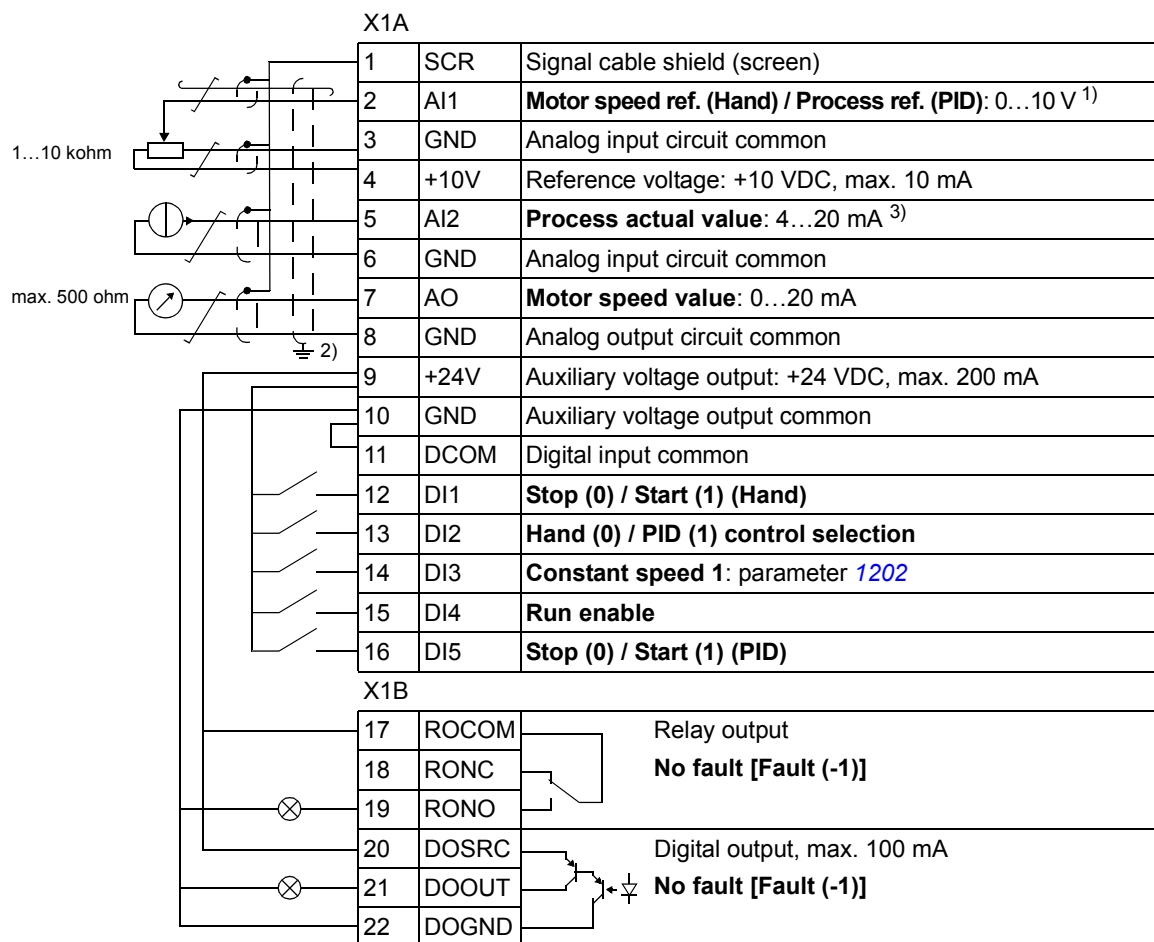 X1A
1 SCR Signal cable shield (screen)
2 AI1 Motor speed ref. (Hand) / Process ref. (PID): 0…10 V 1)
3 GND Analog input circuit common
1…10 kohm
4 +10V Reference voltage: +10 VDC, max. 10 mA
5 AI2 Process actual value: 4…20 mA 3)
6 GND Analog input circuit common
max. 500 ohm
7 AO Motor speed value: 0…20 mA
8 GND Analog output circuit common
2)
9 +24V Auxiliary voltage output: +24 VDC, max. 200 mA
10 GND Auxiliary voltage output common
11 DCOM Digital input common
12 DI1 Stop (0) / Start (1) (Hand)
13 DI2 Hand (0) / PID (1) control selection
14 DI3 Constant speed 1: parameter 1202
15 DI4 Run enable
16 DI5 Stop (0) / Start (1) (PID)
X1B
17 ROCOM Relay output
18 RONC No fault [Fault (-1)]
19 RONO
20 DOSRC Digital output, max. 100 mA
21 DOOUT No fault [Fault (-1)]
22 DOGND